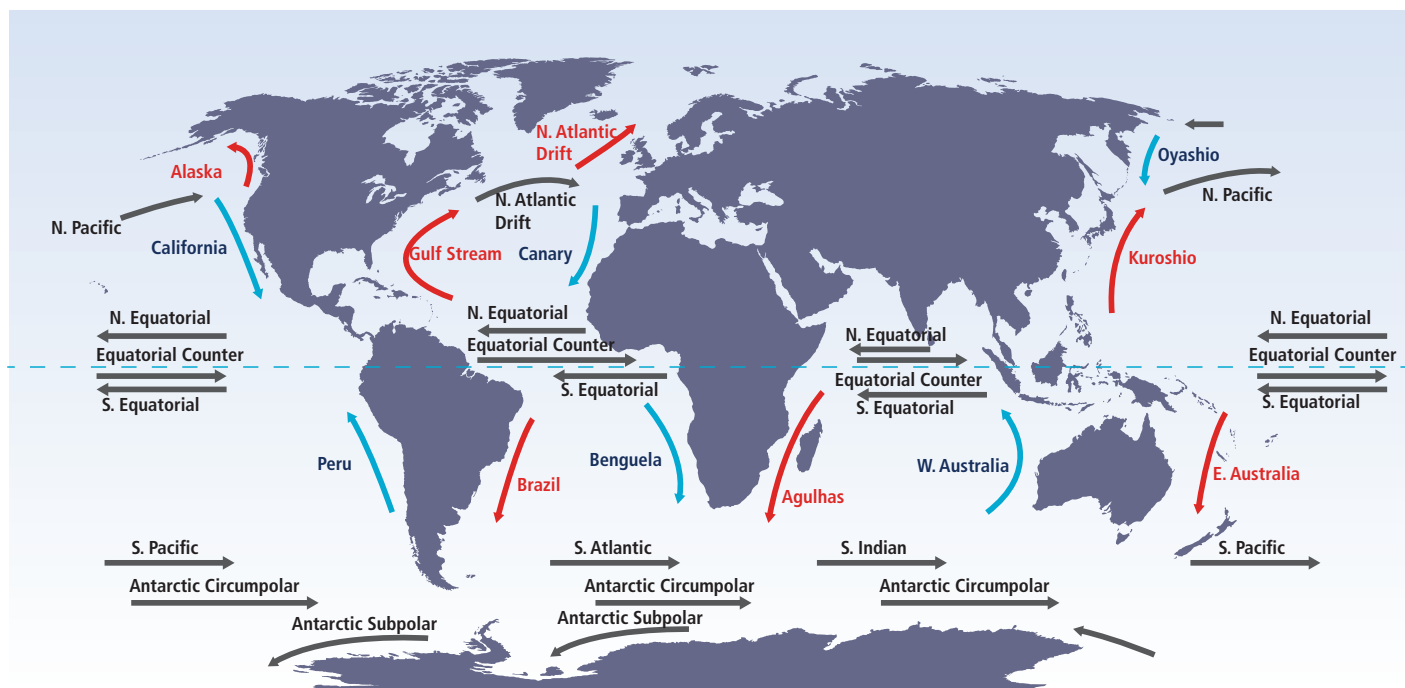 N. Atlantic
Drift
Alaska
Oyashio
N. Pacific
N. Atlantic
Drift
N. Pacific
California
Gulf Stream
Canary
Kuroshio
N. Equatorial
N. Equatorial
N. Equatorial
N. Equatorial
Equatorial Counter
Equatorial Counter
Equatorial Counter
Equatorial Counter
S. Equatorial
S. Equatorial
S. Equatorial
S. Equatorial
Peru
Brazil
Benguela
Agulhas
W. Australia
E. Australia
S. Pacific
S. Atlantic
S. Indian
S. Pacific
Antarctic Circumpolar
Antarctic Circumpolar
Antarctic Circumpolar
Antarctic Subpolar
Antarctic Subpolar